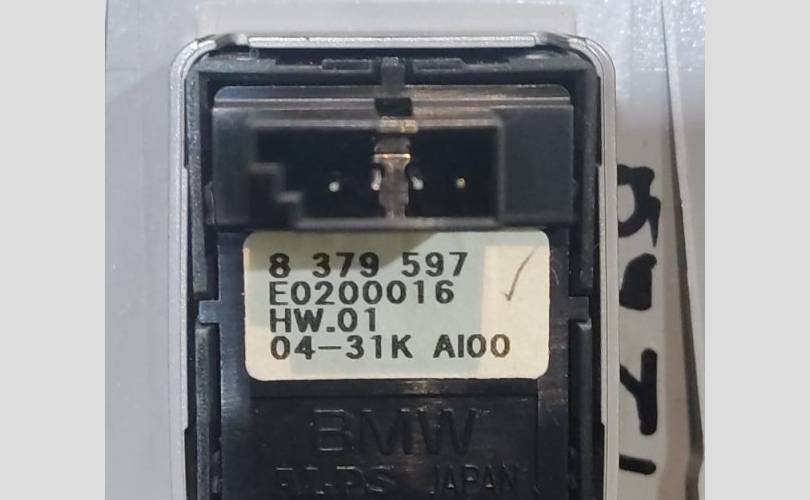 8 379 597
E0200016
HW.01
04-31K AI00
BMW
JAPAN